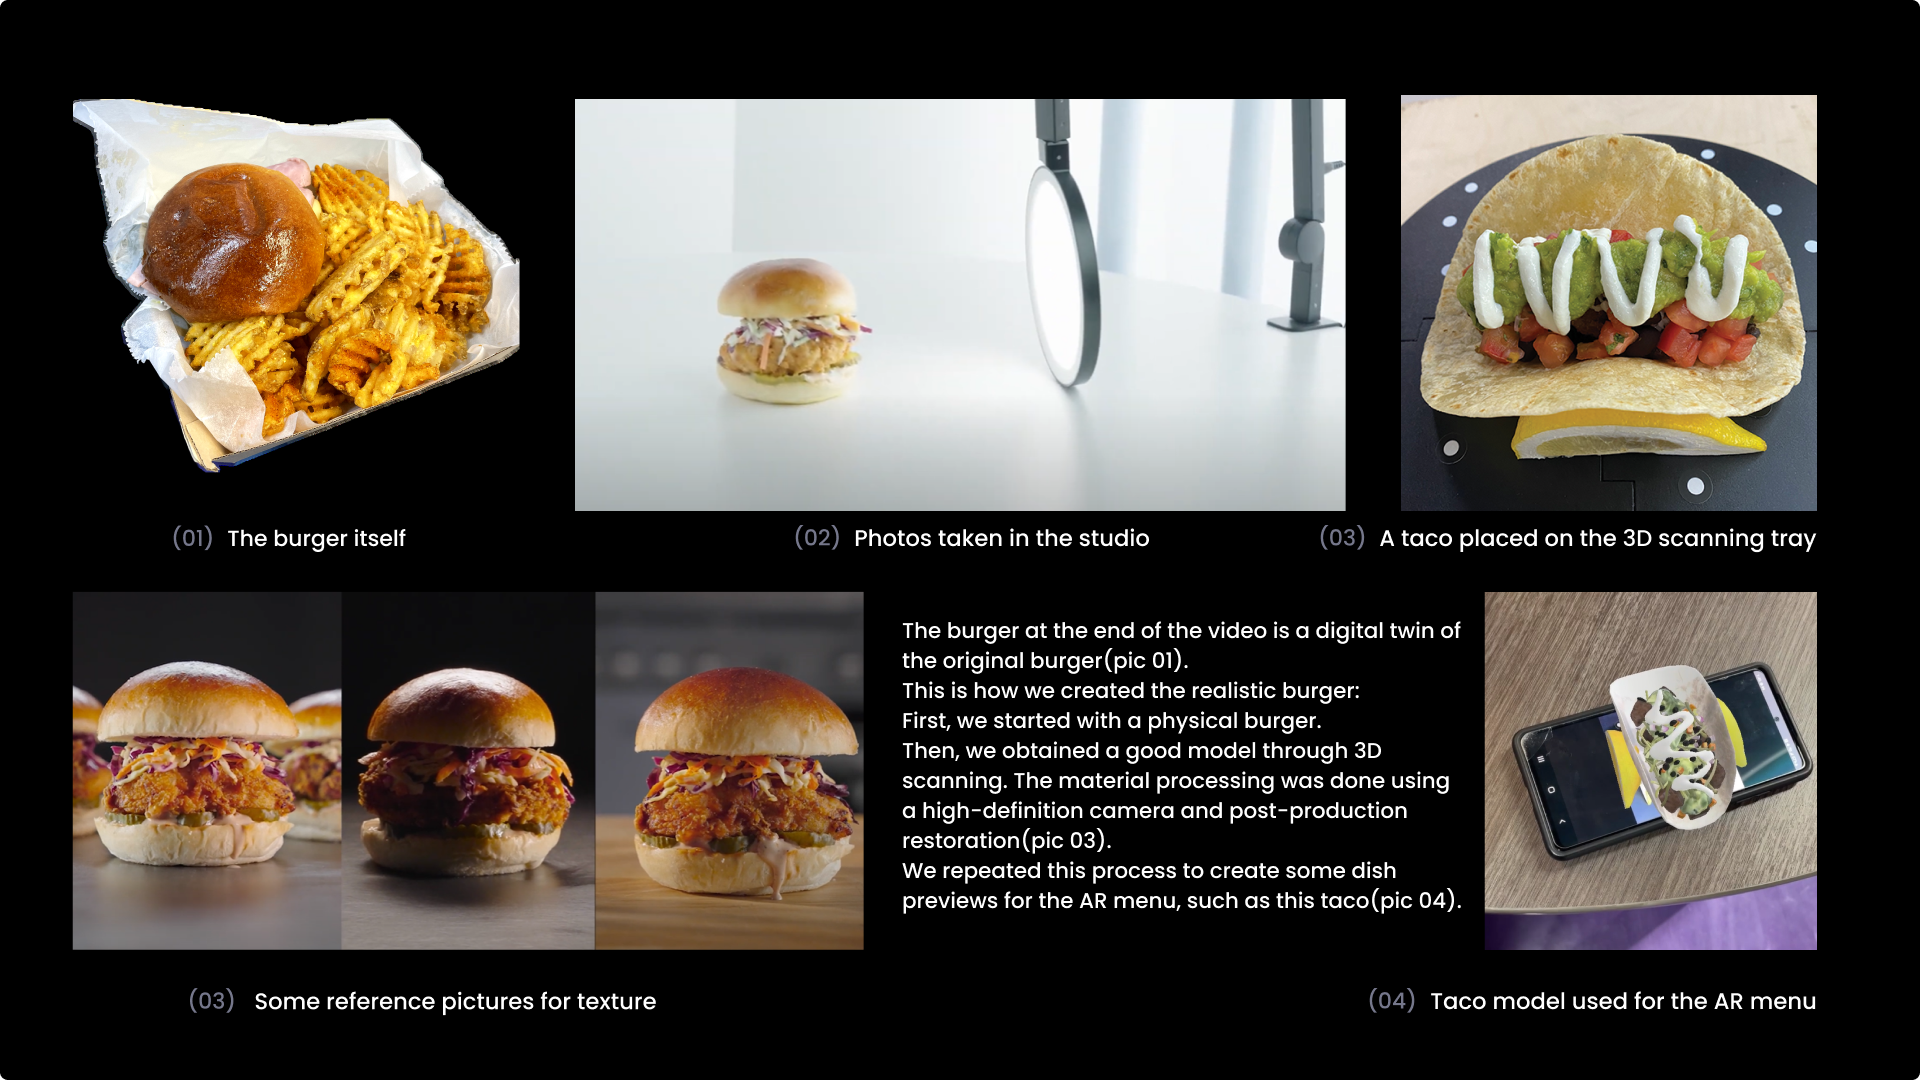 (01) The burger itself
(02) Photos taken in the studio
(03) A taco placed on the 3D scanning tray
The burger at the end of the video is a digital twin of
the original burger(pic 01).
This is how we created the realistic burger:
First, we started with a physical burger.
Then, we obtained a good model through 3D
scanning. The material processing was done using
a high-definition camera and post-production
restoration(pic 03).
We repeated this process to create some dish
previews for the AR menu, such as this taco(pic 04).
(03) Some reference pictures for texture
(04) Taco model used for the AR menu